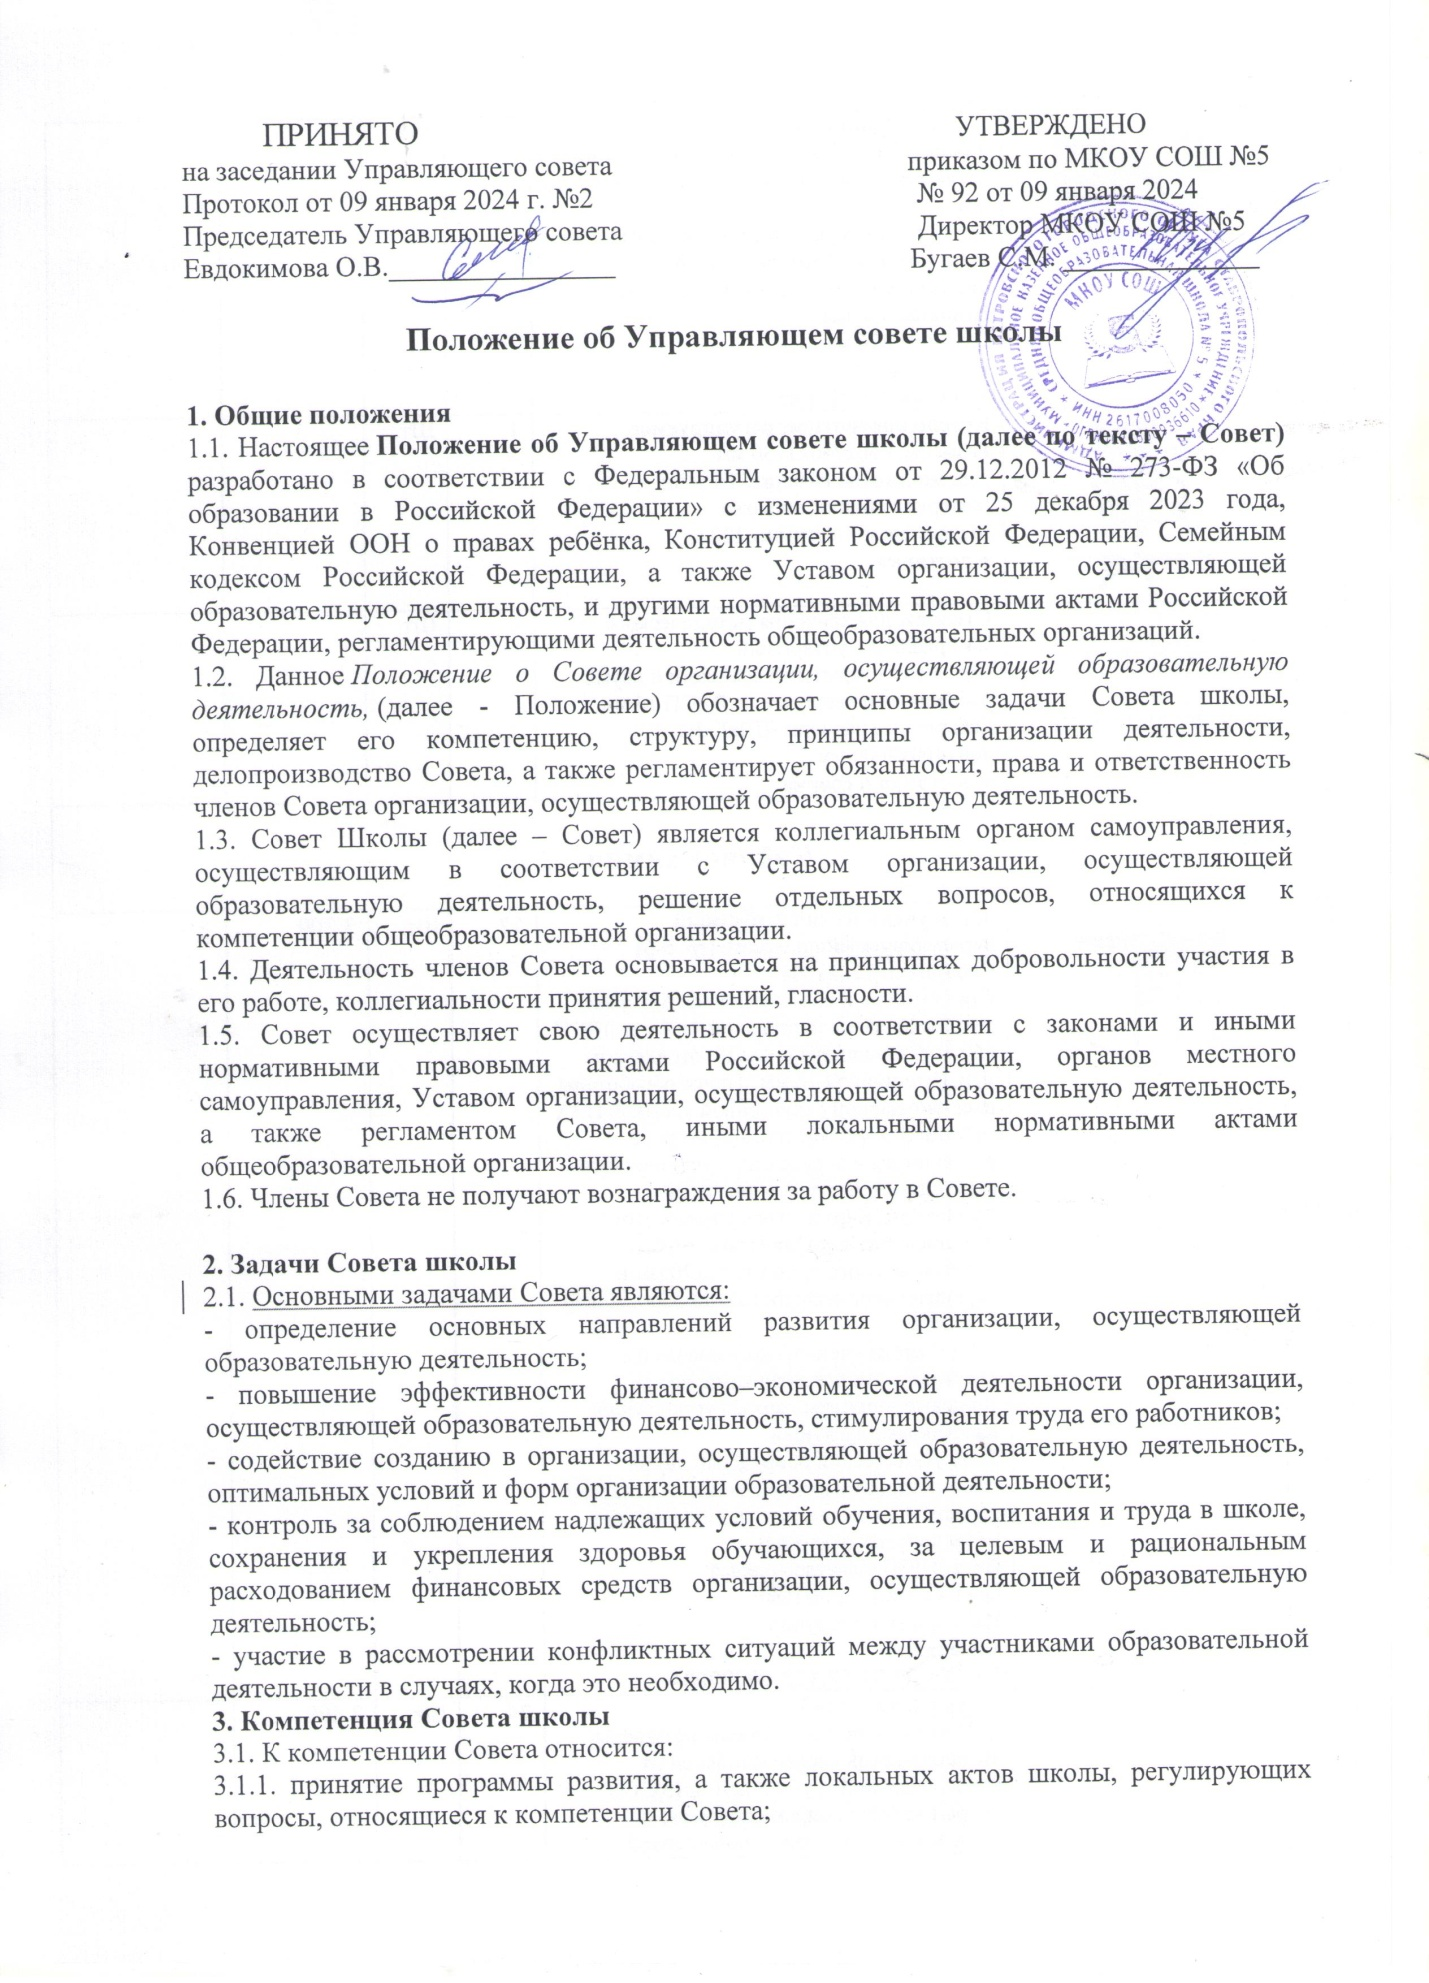 ПРИНЯТО
на заседании Управляющего совета
Протокол от 09 января 2024 г. №2
Председатель Управляющего совета
Евдокимова О.В.________________
УТВЕРЖДЕНО
приказом по МКОУ СОШ №5
№ 92 от 09 января 2024
Директор МКОУ СОШ №5
Бугаев С.М. ______________
МКОУ СОШ
ИНН 2617008050
Положение об Управляющем совете школы
1. Общие положения
1.1. Настоящее Положение об Управляющем совете школы (далее по тексту – Совет)
разработано в соответствии с Федеральным законом от 29.12.2012 № 273-ФЗ «Об
образовании в Российской Федерации» с изменениями от 25 декабря 2023 года,
Конвенцией ООН о правах ребёнка, Конституцией Российской Федерации, Семейным
кодексом Российской Федерации, а также Уставом организации, осуществляющей
образовательную деятельность, и другими нормативными правовыми актами Российской
Федерации, регламентирующими деятельность общеобразовательных организаций.
1.2. Данное Положение о Совете организации, осуществляющей образовательную
деятельность, (далее - Положение) обозначает основные задачи Совета школы,
определяет его компетенцию, структуру, принципы организации деятельности,
делопроизводство Совета, а также регламентирует обязанности, права и ответственность
членов Совета организации, осуществляющей образовательную деятельность.
1.3. Совет Школы (далее – Совет) является коллегиальным органом самоуправления,
осуществляющим в соответствии с Уставом организации, осуществляющей
образовательную деятельность, решение отдельных вопросов, относящихся к
компетенции общеобразовательной организации.
1.4. Деятельность членов Совета основывается на принципах добровольности участия в
его работе, коллегиальности принятия решений, гласности.
1.5. Совет осуществляет свою деятельность в соответствии с законами и иными
нормативными правовыми актами Российской Федерации, органов местного
самоуправления, Уставом организации, осуществляющей образовательную деятельность,
а также регламентом Совета, иными локальными нормативными актами
общеобразовательной организации.
1.6. Члены Совета не получают вознаграждения за работу в Совете.
2. Задачи Совета школы
2.1. Основными задачами Совета являются:
- определение основных направлений развития организации, осуществляющей
образовательную деятельность;
- повышение эффективности финансово–экономической деятельности организации,
осуществляющей образовательную деятельность, стимулирования труда его работников;
- содействие созданию в организации, осуществляющей образовательную деятельность,
оптимальных условий и форм организации образовательной деятельности;
- контроль за соблюдением надлежащих условий обучения, воспитания и труда в школе,
сохранения и укрепления здоровья обучающихся, за целевым и рациональным
расходованием финансовых средств организации, осуществляющей образовательную
деятельность;
- участие в рассмотрении конфликтных ситуаций между участниками образовательной
деятельности в случаях, когда это необходимо.
3. Компетенция Совета школы
3.1. К компетенции Совета относится:
3.1.1. принятие программы развития, а также локальных актов школы, регулирующих
вопросы, относящиеся к компетенции Совета;